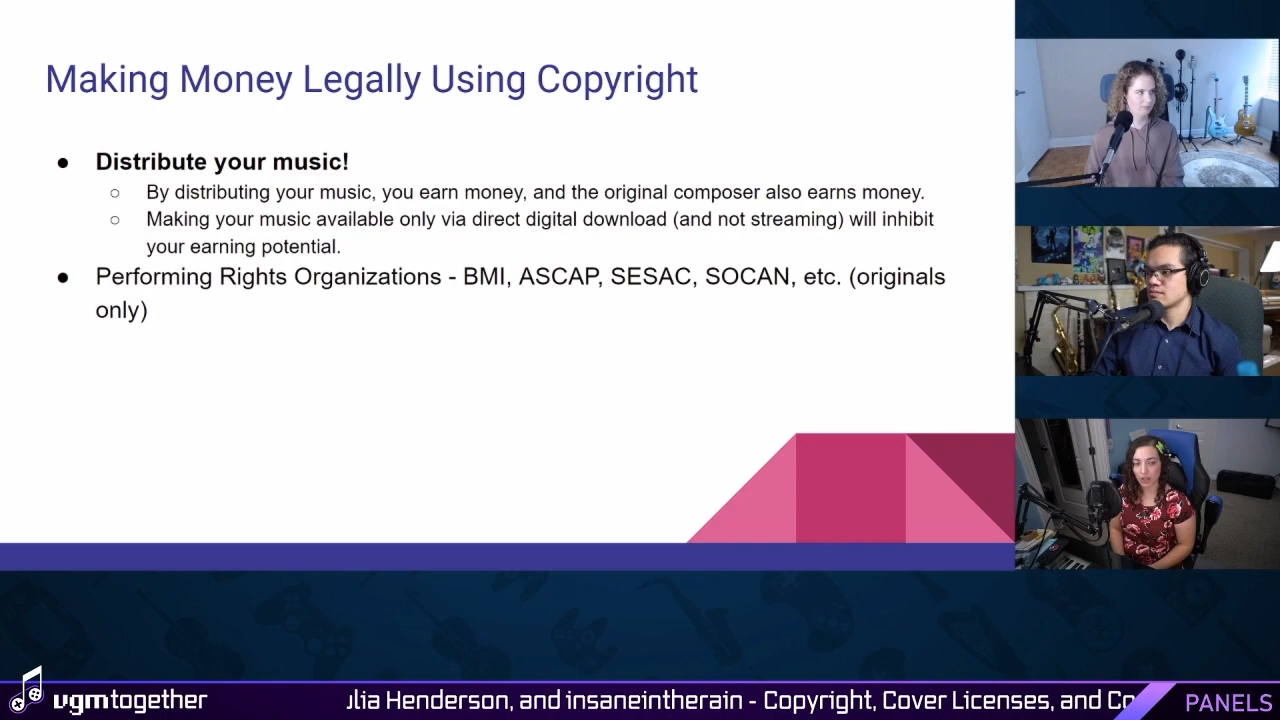 Making Money Legally Using Copyright
● Distribute your music!
○ By distributing your music, you earn money, and the original composer also earns money.
○ Making your music available only via direct digital download (and not streaming) will inhibit
your earning potential.
● Performing Rights Organizations - BMI, ASCAP, SESAC, SOCAN, etc. (originals
only)
vgmtogether
Henderson, and insaneintherain - Copyright, Cover Licenses, and
PANELS